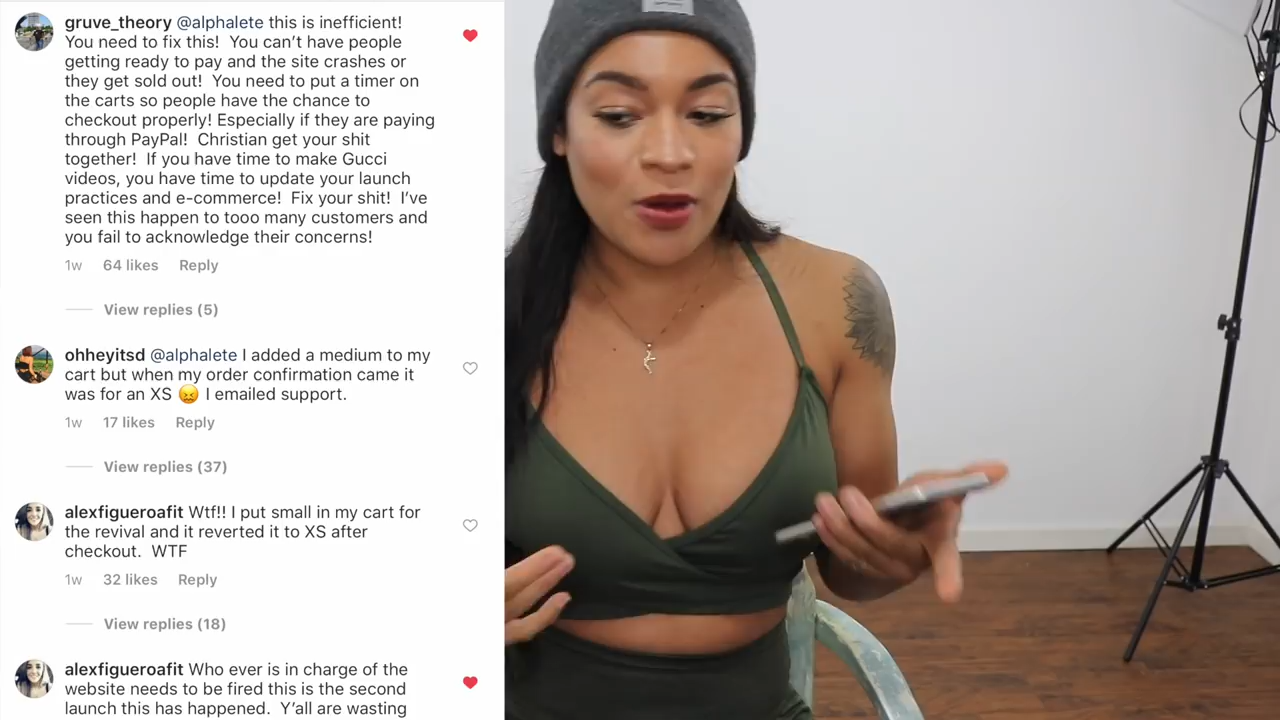 gruve_theory @alphalete this is inefficient!
You need to fix this!  You can’t have people
getting ready to pay and the site crashes or
they get sold out!  You need to put a timer on
the carts so people have the chance to
checkout properly! Especially if they are paying
through PayPal!  Christian get your shit
together!  If you have time to make Gucci
videos, you have time to update your launch
practices and e-commerce!  Fix your shit!  I’ve
seen this happen to tooo many customers and
you fail to acknowledge their concerns!
1w 64 likes Reply
View replies (5)
ohheyitsd @alphalete I added a medium to my
cart but when my order confirmation came it
was for an XS 😖 I emailed support.
1w 17 likes Reply
View replies (37)
alexfigueroafit Wtf!! I put small in my cart for
the revival and it reverted it to XS after
checkout.  WTF
1w 32 likes Reply
View replies (18)
alexfigueroafit Who ever is in charge of the
website needs to be fired this is the second
launch this has happened.  Y’all are wasting